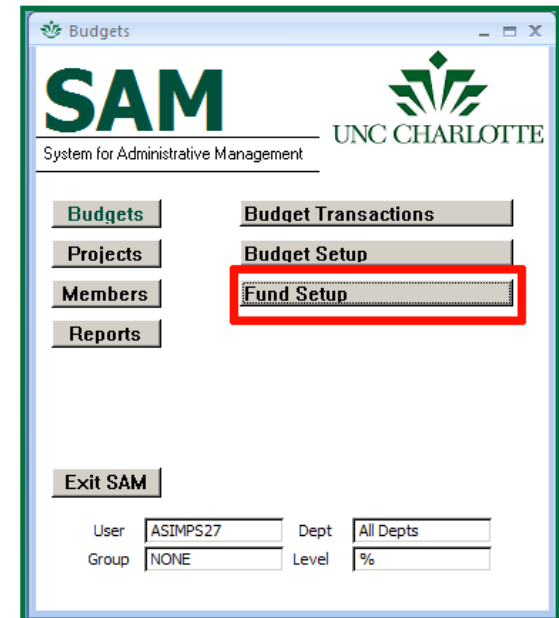 Budgets
SAM
UNC CHARLOTTE
System for Administrative Management
Budgets Budget Transactions
Projects Budget Setup
Members Fund Setup
Reports
Exit SAM
User ASIMPS27 Dept All Depts
Group NONE Level %